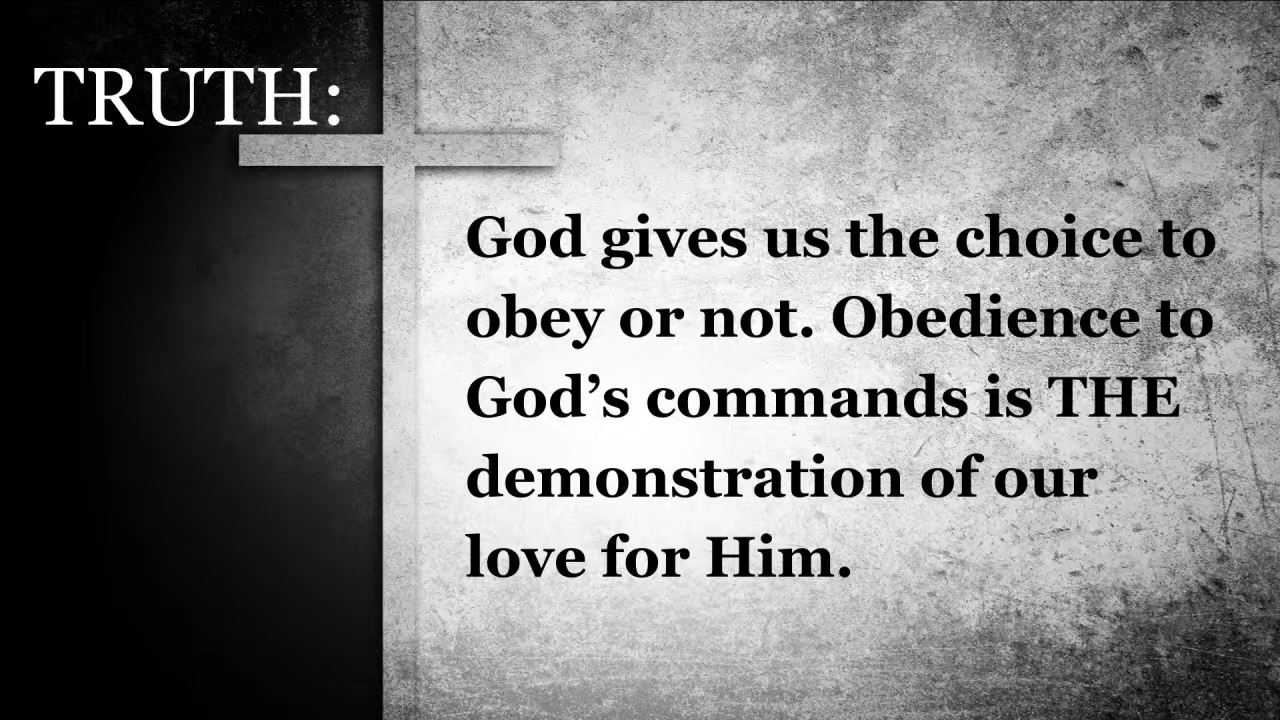 TRUTH:
God gives us the choice to
obey or not. Obedience to
God’s commands is THE
demonstration of our
love for Him.